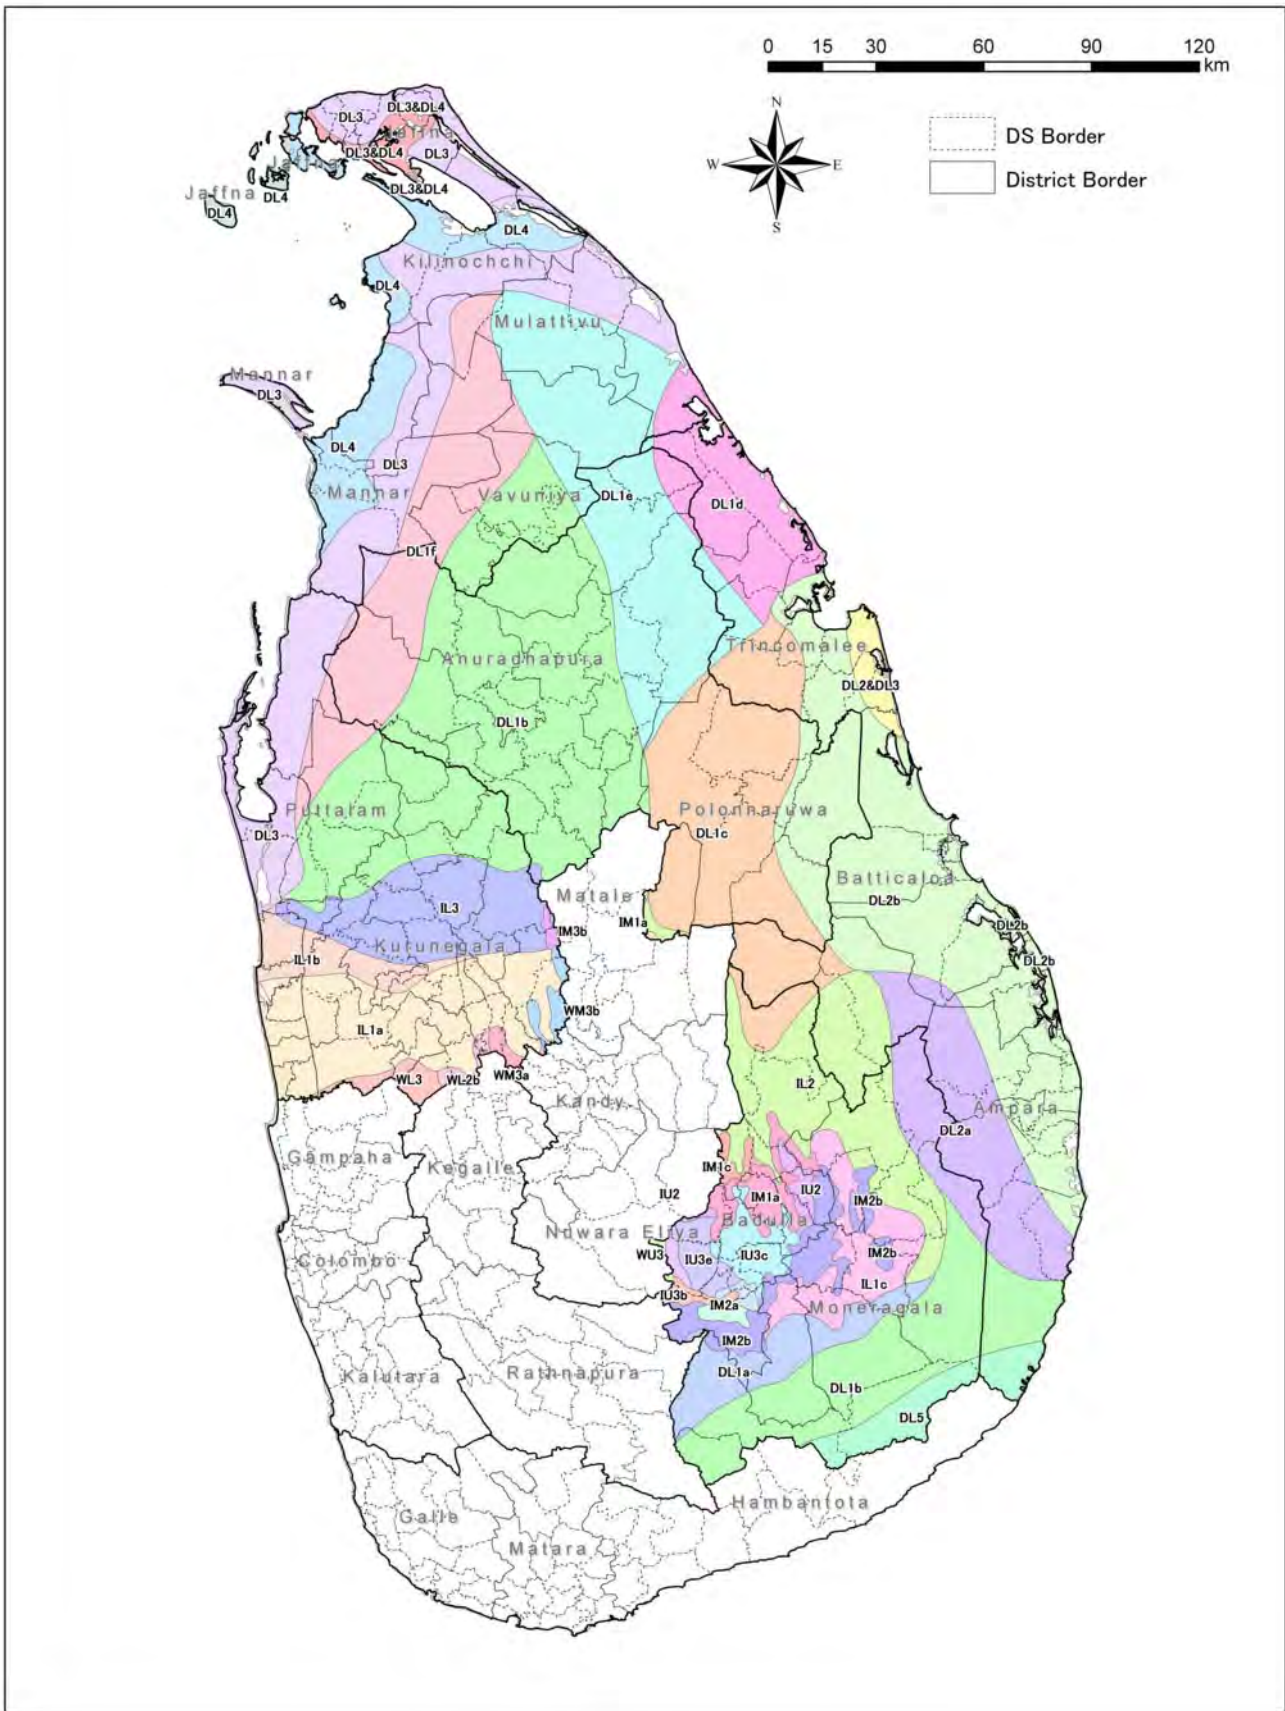 0 15 30 60 90 120
km
N
W E
S
DS Border
District Border
DL3&DL4
DL3
Jaffna
DL3&DL4
DL3
Jaffna
DL3&DL4
Jaffna
DL4
DL4
DL4
Kilinochchi
DL4
Mulattivu
Mannar
DL3
DL4
DL3
Mannar
Vavuniya
DL1e
DL1d
DL1f
Trincomalee
Anuradhapura
DL2&DL3
DL1b
Puttalam
Polonnaruwa
DL3
DL1c
Batticaloa
Matale
DL2b
IL3
IM1a
DL2b
IM3b
Kurunegala
IL1b
DL2b
WM3b
IL1a
WL3
WL2b
WM3a
IL2
Kandy
Ampara
DL2a
Gampaha
Kegalle
IM1c
IU2
IM1a
IU2
IM2b
Badulla
Nuwara Eliya
WU3
IU3e
IU3c
IM2b
Colombo
IL1c
IU3b
IM2a
Moneragala
IM2b
Rathnapura
DL1a
Kalutara
DL1b
DL5
Hambantota
Galle
Matara